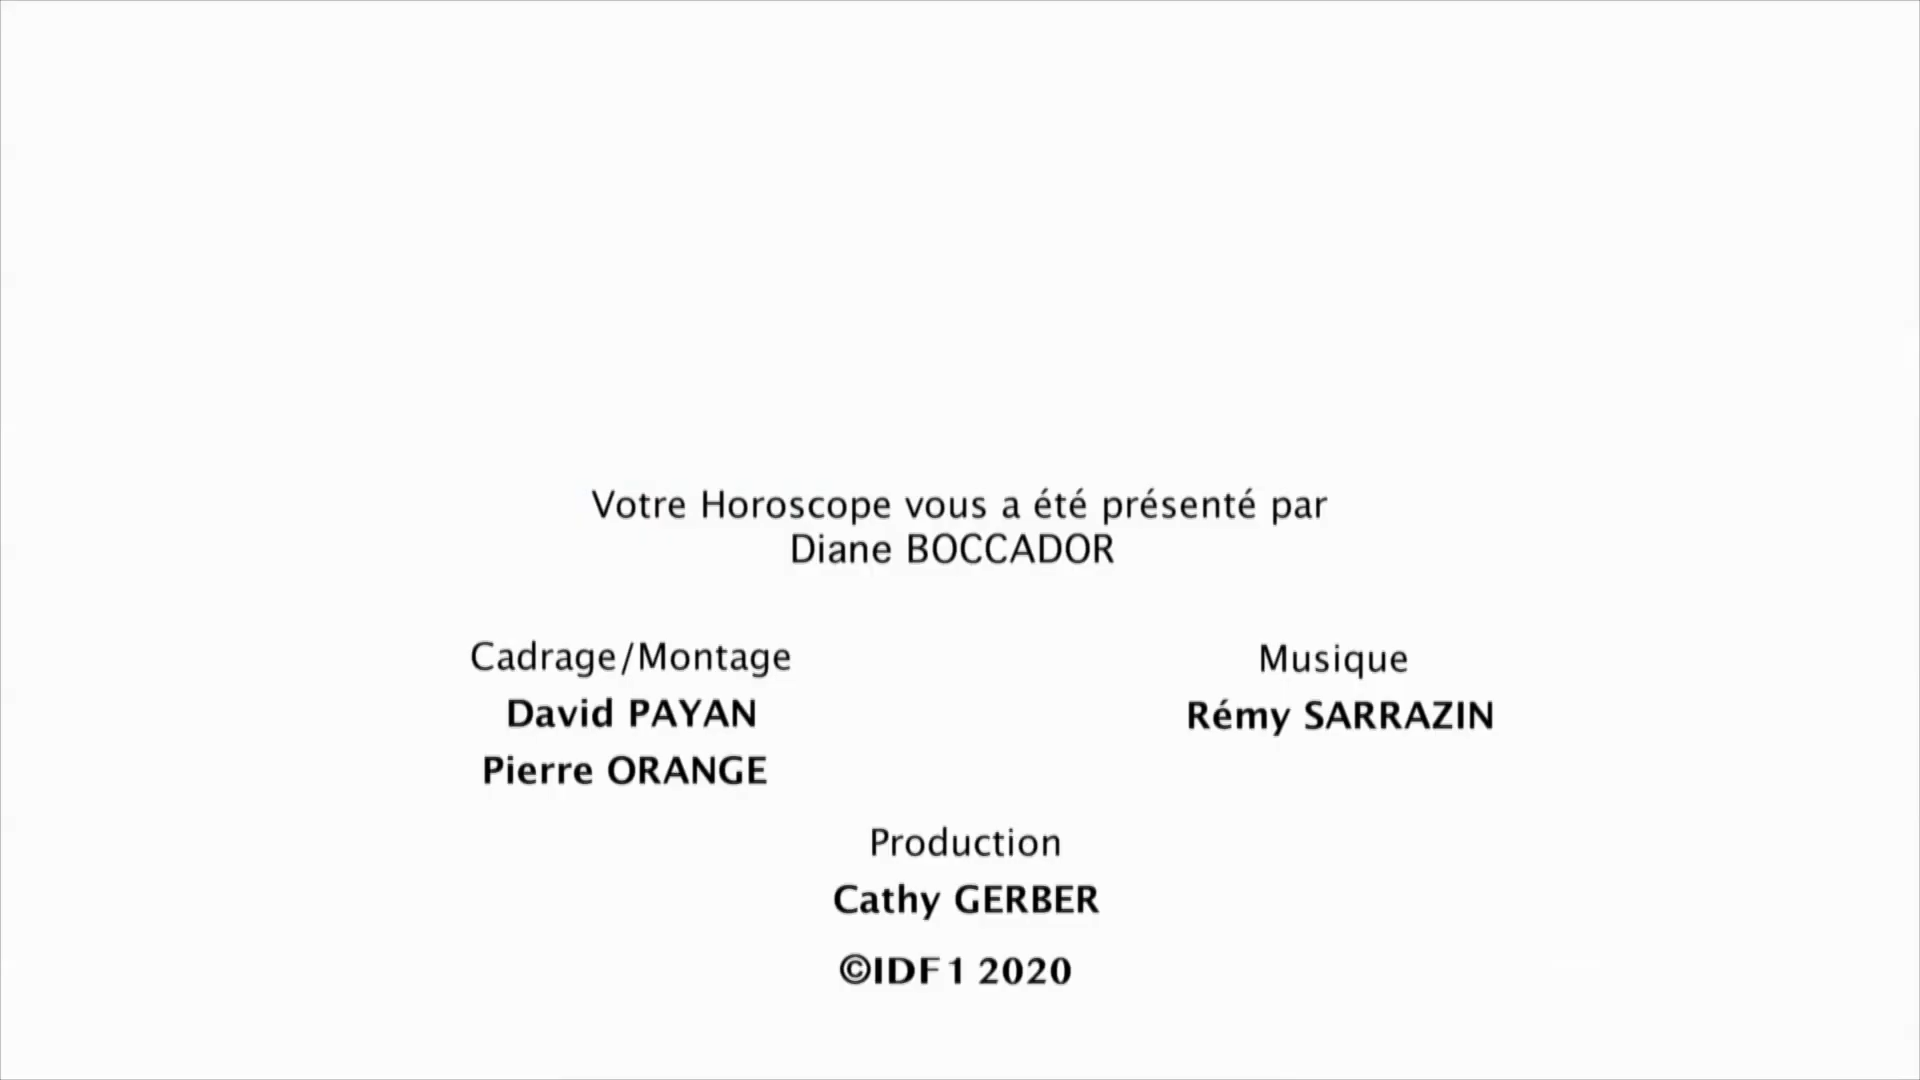 Votre Horoscope vous a été présenté par
Diane BOCCADOR
Cadrage/Montage
David PAYAN
Pierre ORANGE
Musique
Rémy SARRAZIN
Production
Cathy GERBER
©IDF1 2020